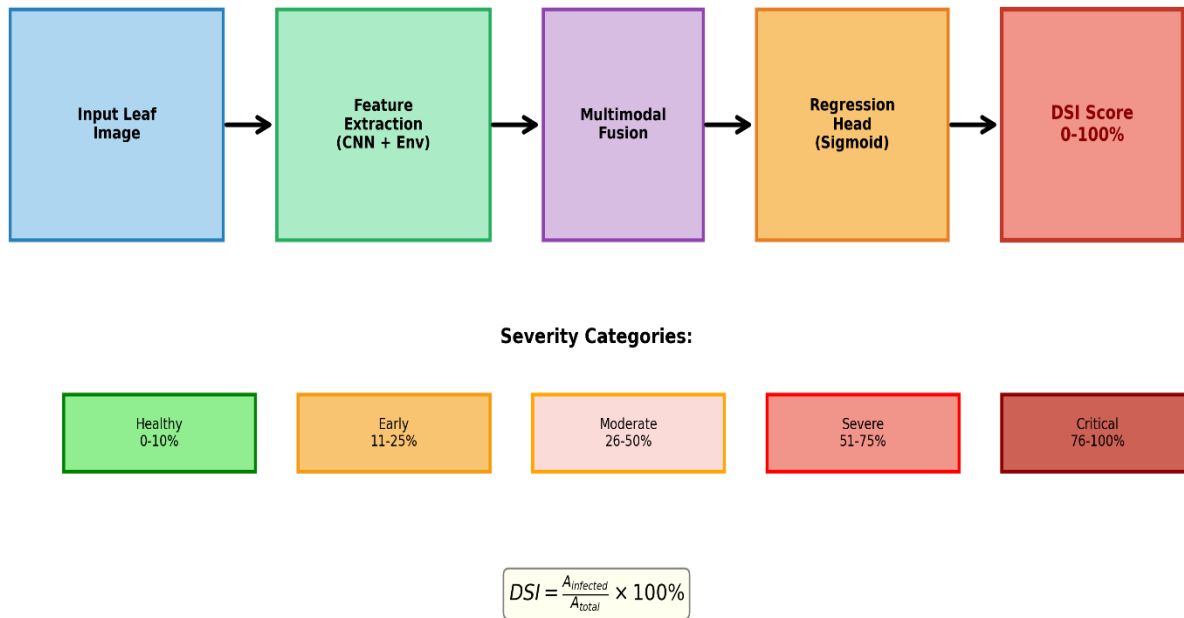 Input Leaf
Image
Feature
Extraction
(CNN + Env)
Multimodal
Fusion
Regression
Head
(Sigmoid)
DSI Score
0-100%
Severity Categories:
Healthy
0-10%
Early
11-25%
Moderate
26-50%
Severe
51-75%
Critical
76-100%
DSI = A_infected / A_total × 100%